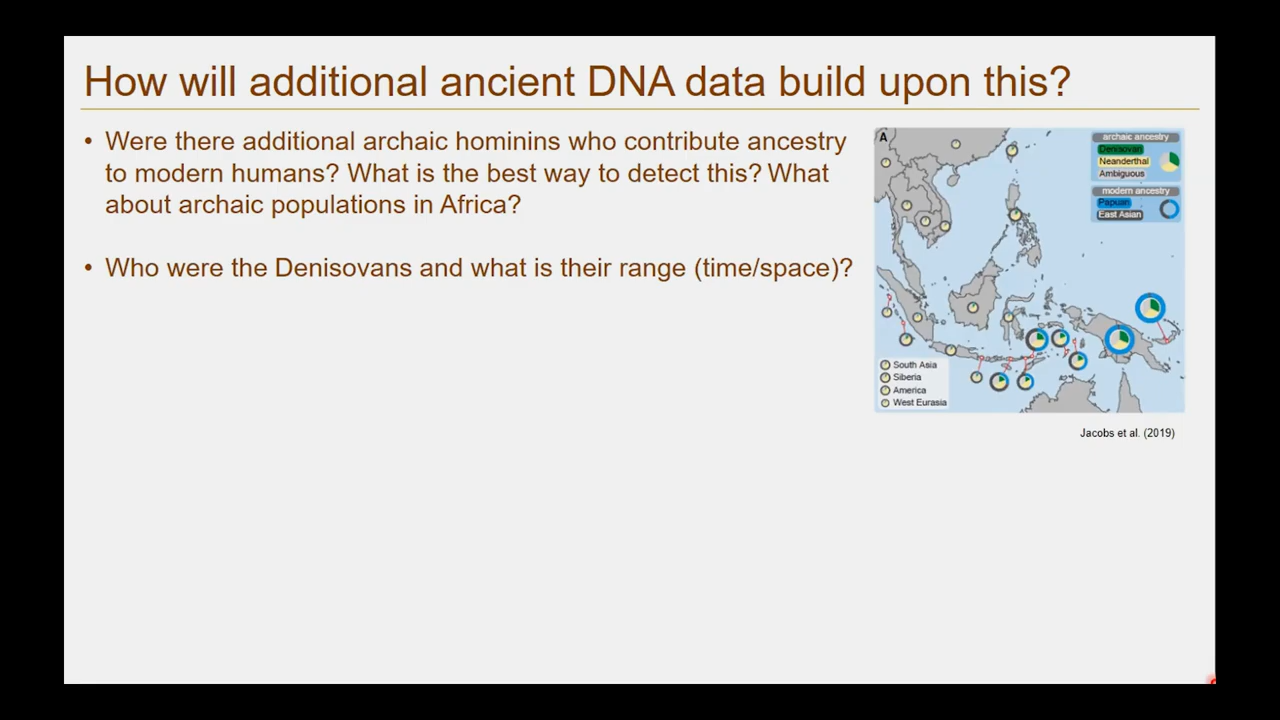 How will additional ancient DNA data build upon this?
• Were there additional archaic hominins who contribute ancestry
to modern humans? What is the best way to detect this? What
about archaic populations in Africa?
• Who were the Denisovans and what is their range (time/space)?
A
archaic ancestry
Denisovan
Neanderthal
Ambiguous
modern ancestry
Papuan
East Asian
South Asia
Siberia
America
West Eurasia
Jacobs et al. (2019)